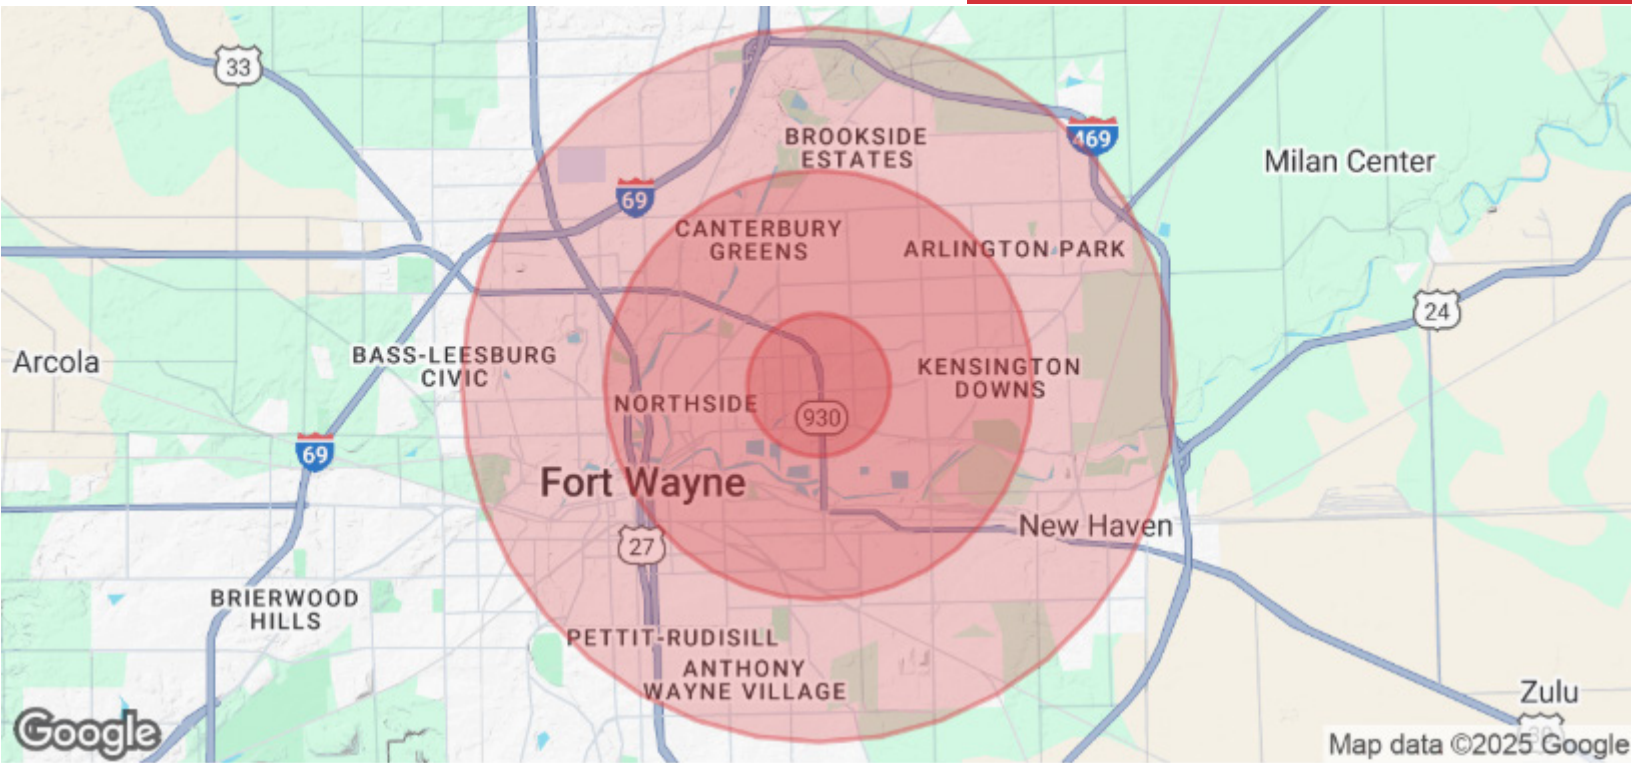 33
BROOKSIDE
ESTATES
469
Milan Center
69
CANTERBURY
GREENS
ARLINGTON PARK
24
Arcola
BASS-LEESBURG
CIVIC
KENSINGTON
DOWNS
NORTHSIDE
930
69
Fort Wayne
New Haven
27
BRIERWOOD
HILLS
PETTIT-RUDISILL
ANTHONY
WAYNE VILLAGE
Zulu
30
Google
Map data ©2025 Google